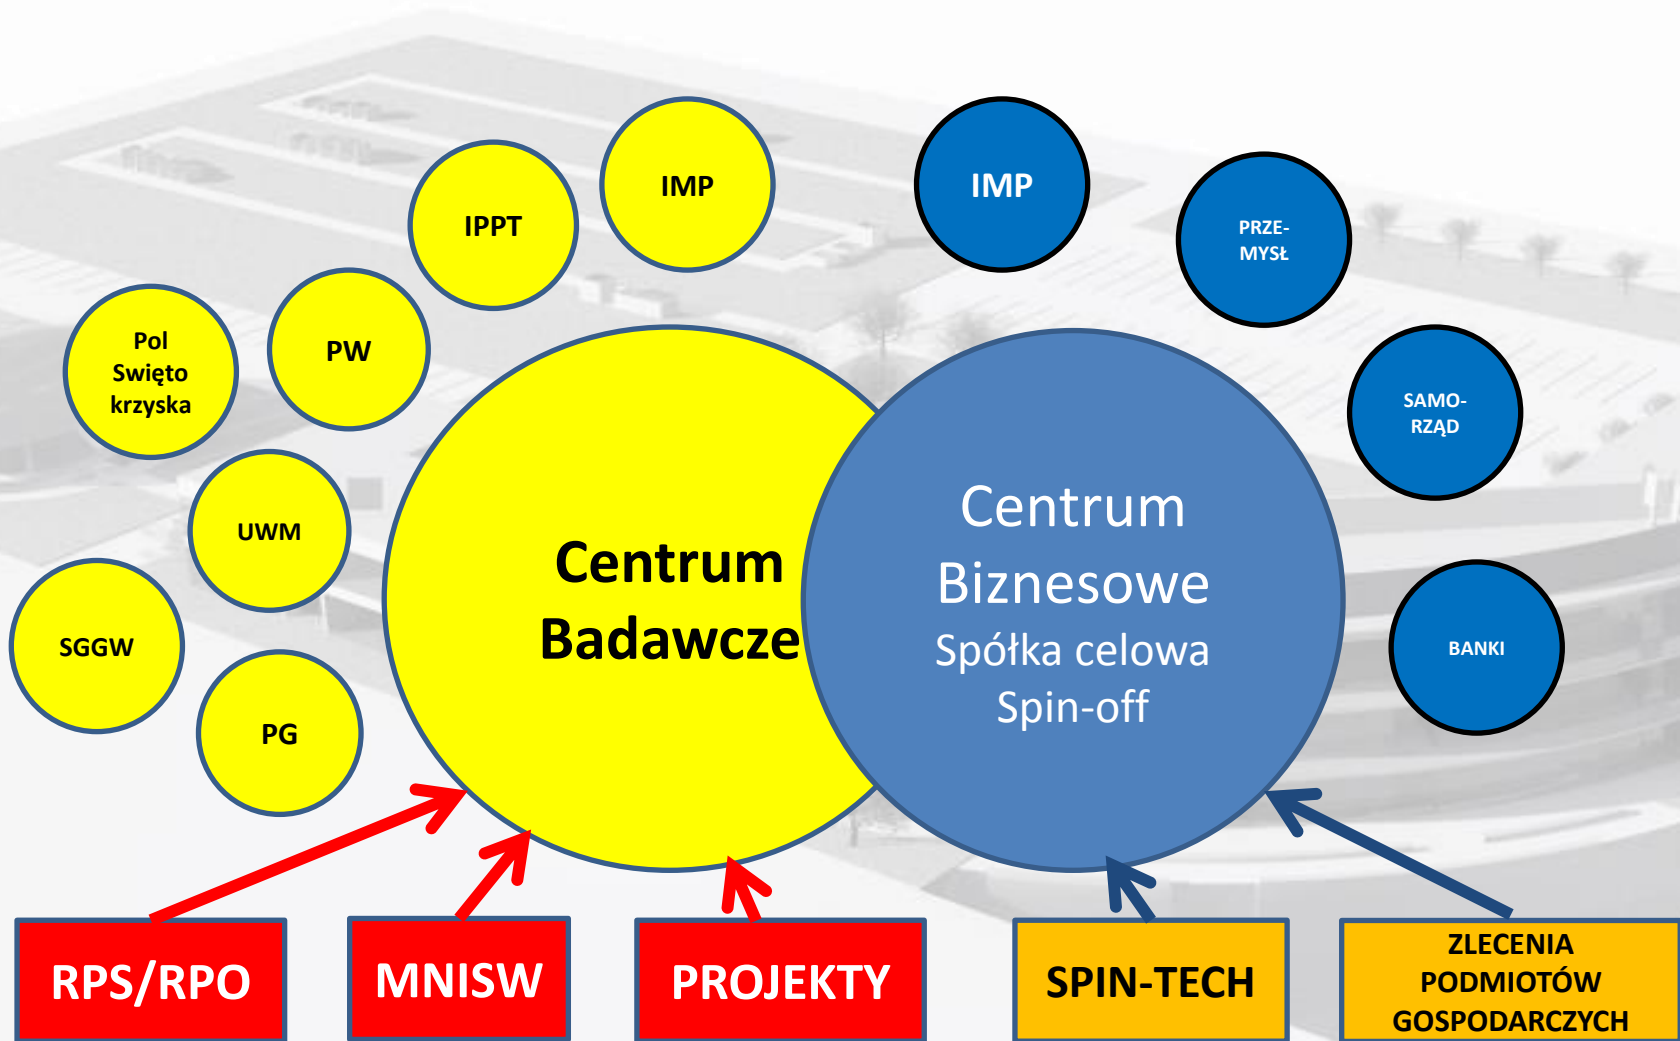 IMP
IMP
IPPT
PRZE-
MYSŁ
Pol
Swięto
krzyska
PW
SAMO-
RZĄD
UWM
Centrum
Badawcze
Centrum
Biznesowe
Spółka celowa
Spin-off
SGGW
BANKI
PG
RPS/RPO
MNISW
PROJEKTY
SPIN-TECH
ZLECENIA
PODMIOTÓW
GOSPODARCZYCH